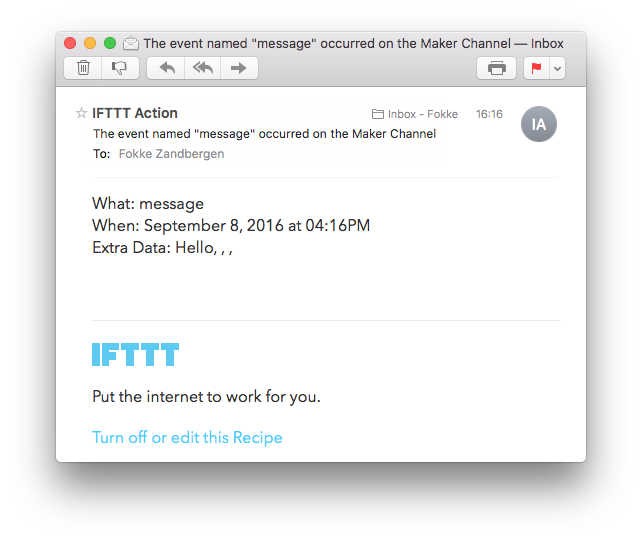 The event named "message" occurred on the Maker Channel — Inbox
IFTTT Action Inbox - Fokke 16:16
IA
The event named "message" occurred on the Maker Channel
To: Fokke Zandbergen
What: message
When: September 8, 2016 at 04:16PM
Extra Data: Hello, , ,
IFTTT
Put the internet to work for you.
Turn off or edit this Recipe